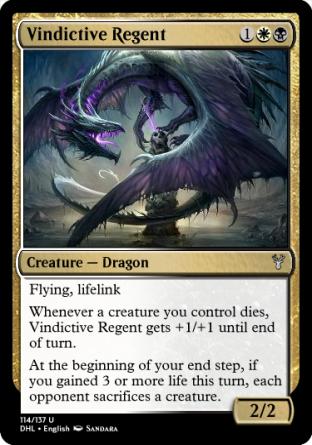 Vindictive Regent 1
Creature — Dragon
Flying, lifelink
Whenever a creature you control dies,
Vindictive Regent gets +1/+1 until end
of turn.
At the beginning of your end step, if
you gained 3 or more life this turn, each
opponent sacrifices a creature.
2/2
114/137 U
DHL • English SANDARA